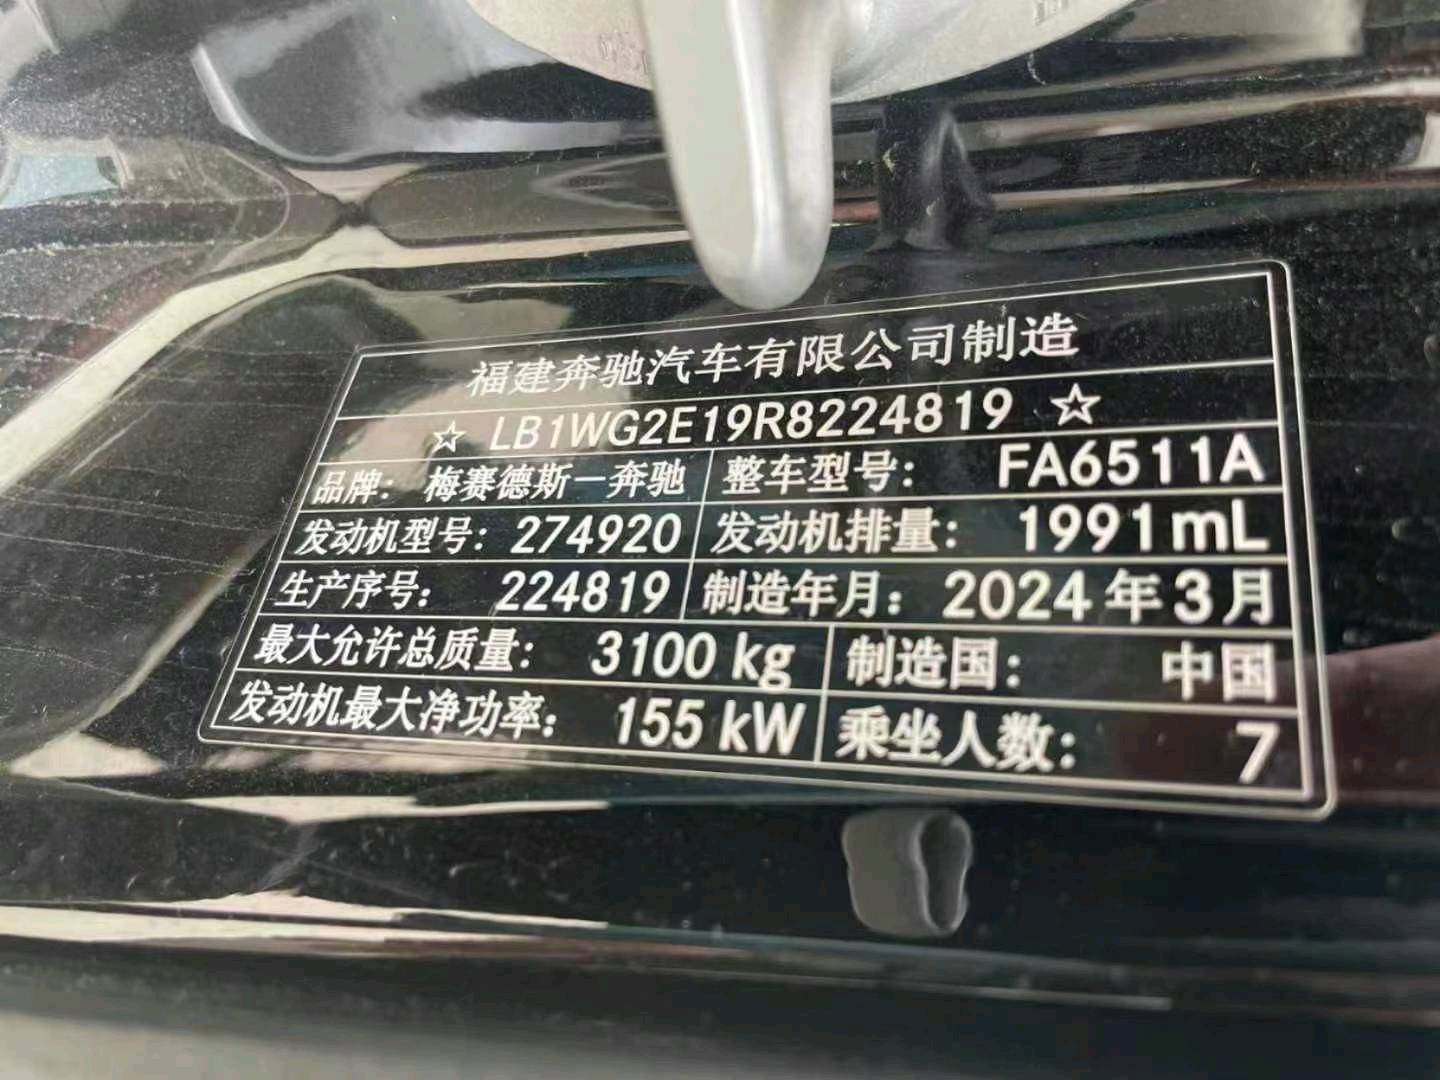 福建奔驰汽车有限公司制造
☆ LB1WG2E19R8224819 ☆
品牌：梅赛德斯－奔驰 整车型号： FA6511A
发动机型号：274920 发动机排量： 1991mL
生产序号： 224819 制造年月：2024年3月
最大允许总质量： 3100 kg 制造国： 中国
发动机最大净功率： 155 kW 乘坐人数： 7